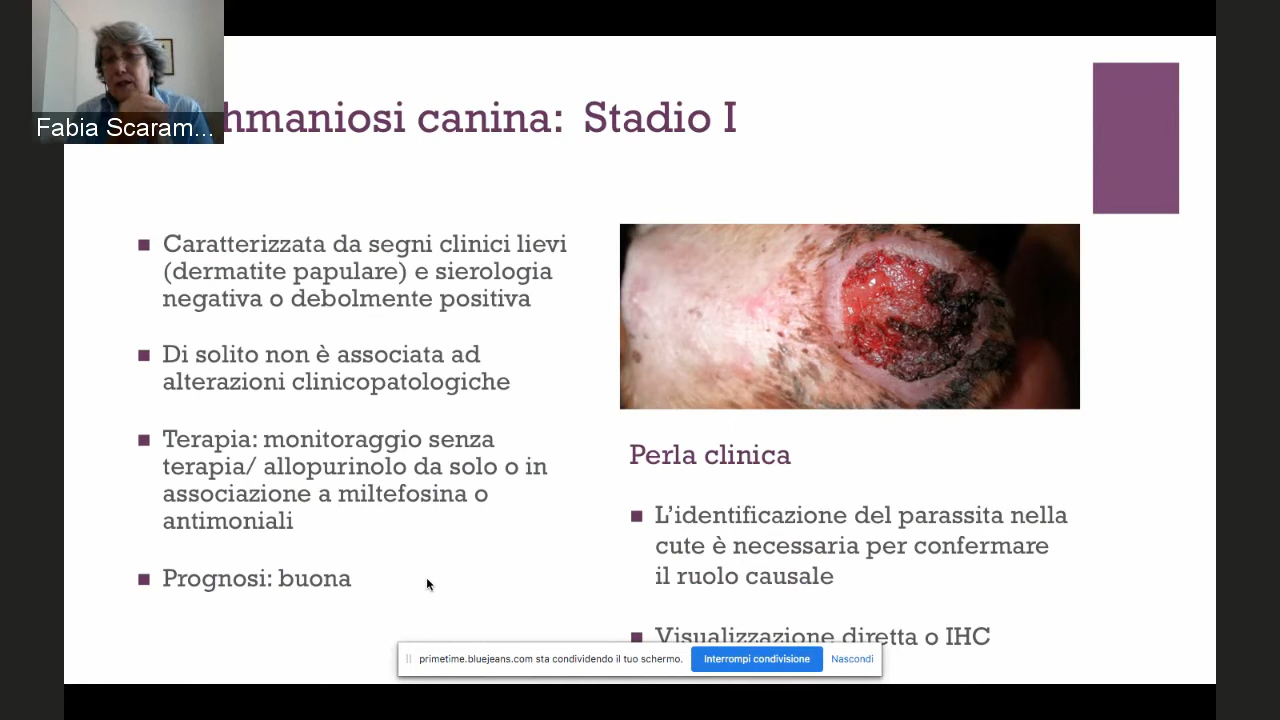 Fabia Scaram...
hmaniosi canina: Stadio I
■ Caratterizzata da segni clinici lievi
(dermatite papulare) e sierologia
negativa o debolmente positiva
■ Di solito non è associata ad
alterazioni clinicopatologiche
■ Terapia: monitoraggio senza
terapia/ allopurinolo da solo o in
associazione a miltefosina o
antimoniali
■ Prognosi: buona
Perla clinica
■ L’identificazione del parassita nella
cute è necessaria per confermare
il ruolo causale
■ Visualizzazione diretta o IHC
primetime.bluejeans.com sta condividendo il tuo schermo. Interrompi condivisione Nascondi